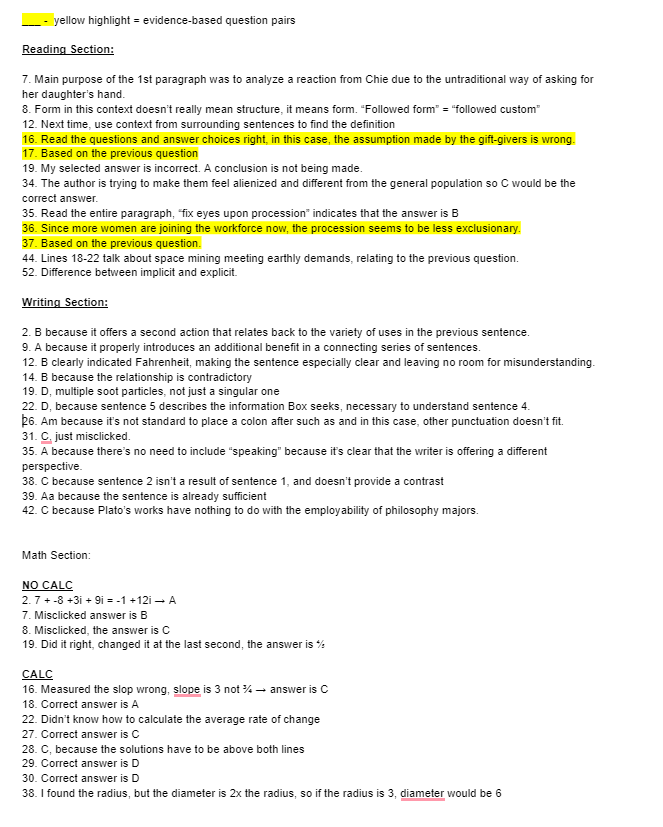 ___ - yellow highlight = evidence-based question pairs
Reading Section:
7. Main purpose of the 1st paragraph was to analyze a reaction from Chie due to the untraditional way of asking for
her daughter's hand.
8. Form in this context doesn't really mean structure, it means form. “Followed form” = “followed custom”
12. Next time, use context from surrounding sentences to find the definition
16. Read the questions and answer choices right, in this case, the assumption made by the gift-givers is wrong.
17. Based on the previous question
19. My selected answer is incorrect. A conclusion is not being made.
34. The author is trying to make them feel alienized and different from the general population so C would be the
correct answer.
35. Read the entire paragraph, “fix eyes upon procession” indicates that the answer is B
36. Since more women are joining the workforce now, the procession seems to be less exclusionary.
37. Based on the previous question.
44. Lines 18-22 talk about space mining meeting earthly demands, relating to the previous question.
52. Difference between implicit and explicit.
Writing Section:
2. B because it offers a second action that relates back to the variety of uses in the previous sentence.
9. A because it properly introduces an additional benefit in a connecting series of sentences.
12. B clearly indicated Fahrenheit, making the sentence especially clear and leaving no room for misunderstanding.
14. B because the relationship is contradictory
19. D, multiple soot particles, not just a singular one
22. D, because sentence 5 describes the information Box seeks, necessary to understand sentence 4.
26. Am because it's not standard to place a colon after such as and in this case, other punctuation doesn't fit.
31. C, just misclicked.
35. A because there's no need to include “speaking” because it's clear that the writer is offering a different
perspective.
38. C because sentence 2 isn't a result of sentence 1, and doesn't provide a contrast
39. Aa because the sentence is already sufficient
42. C because Plato's works have nothing to do with the employability of philosophy majors.
Math Section:
NO CALC
2. 7 + -8 +3i + 9i = -1 +12i → A
7. Misclicked answer is B
8. Misclicked, the answer is C
19. Did it right, changed it at the last second, the answer is
CALC
16. Measured the slop wrong, slope is 3 not ¾ → answer is C
18. Correct answer is A
22. Didn't know how to calculate the average rate of change
27. Correct answer is C
28. C, because the solutions have to be above both lines
29. Correct answer is D
30. Correct answer is D
38. I found the radius, but the diameter is 2x the radius, so if the radius is 3, diameter would be 6